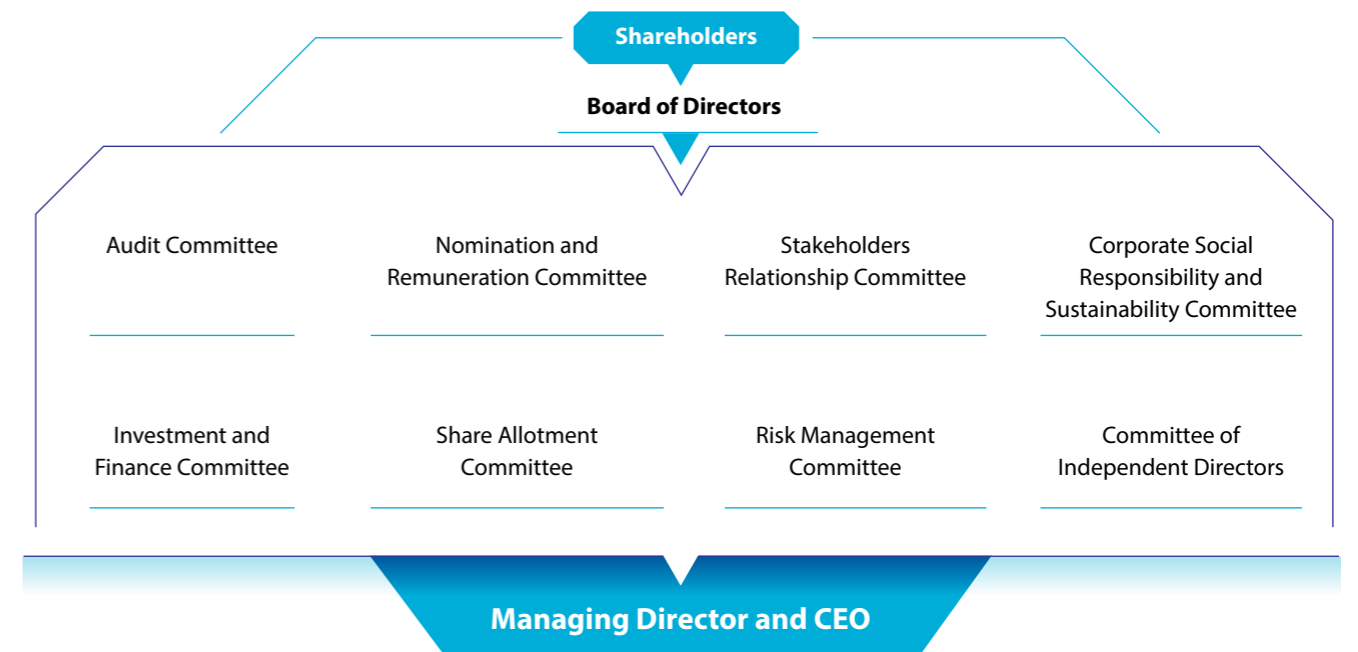 Shareholders
Board of Directors
Audit Committee
Nomination and
Remuneration Committee
Stakeholders
Relationship Committee
Corporate Social
Responsibility and
Sustainability Committee
Investment and
Finance Committee
Share Allotment
Committee
Risk Management
Committee
Committee of
Independent Directors
Managing Director and CEO